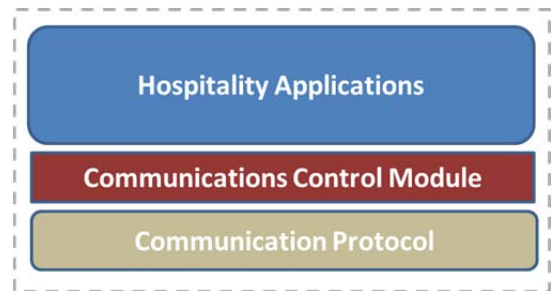 Hospitality Applications
Communications Control Module
Communication Protocol